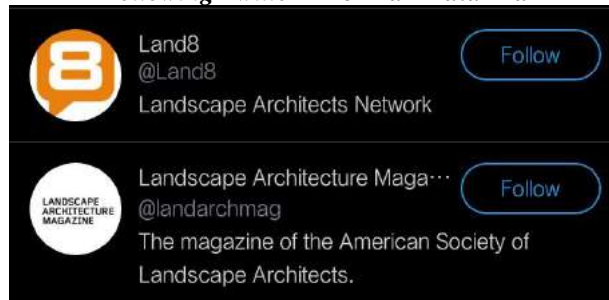 8
Land8
@Land8
Follow
Landscape Architects Network
LANDSCAPE
ARCHITECTURE
MAGAZINE
Landscape Architecture Maga···
@landarchmag
Follow
The magazine of the American Society of
Landscape Architects.